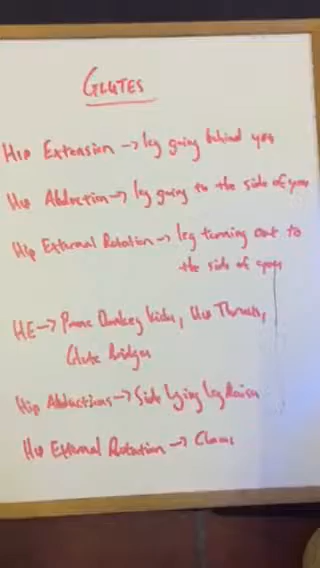 GLUTES
Hip Extension → leg going behind you
Hip Abduction → leg going to the side of you
Hip External Rotation → leg turning out to
the side of you
HE → Prone Donkey kicks, Hip Thrusts,
Glute Bridges
Hip Abductions → Side lying leg Raises
Hip External Rotation → Clams